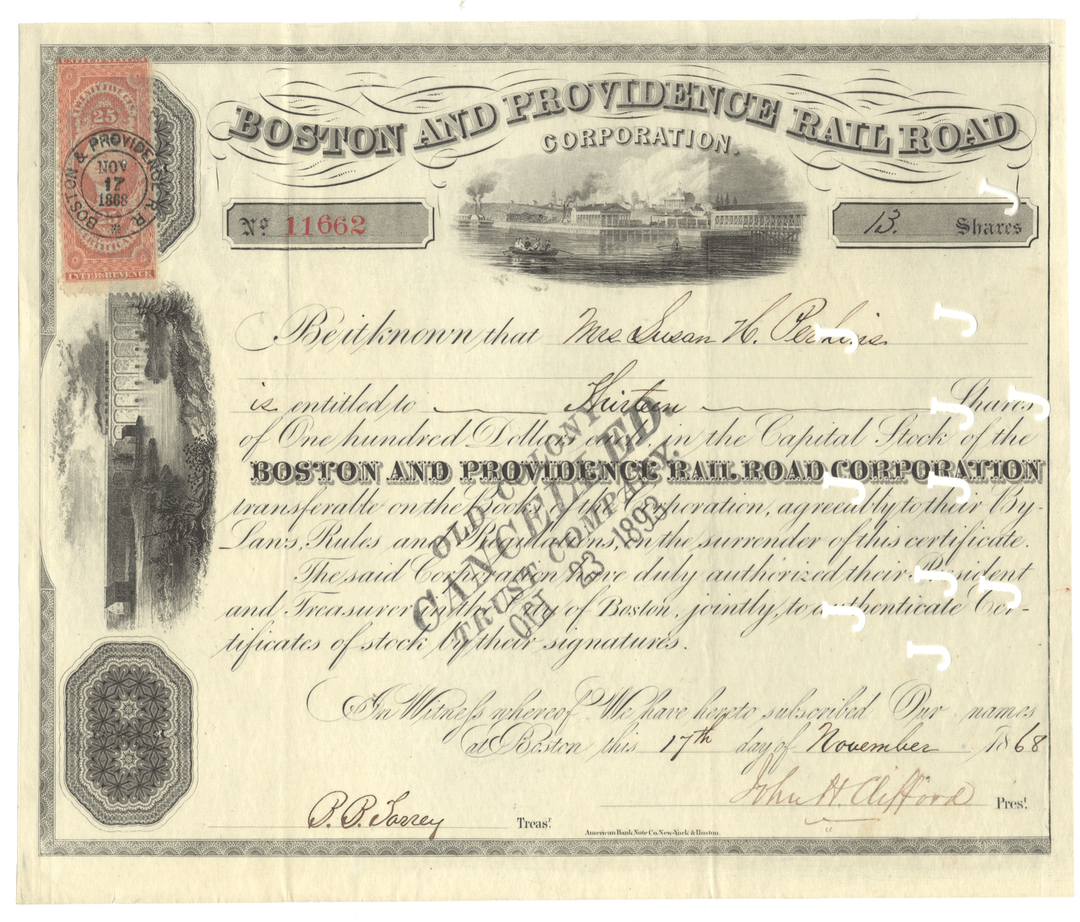 BOSTON AND PROVIDENCE RAIL ROAD
CORPORATION.
25
BOSTON & PROVIDENCE R. R.
NOV
17
1868
INTER. REVENUE
No. 11662
13. Shares
Be it known that Mrs Susan H. Perkins
is entitled to Thirteen Shares
of One hundred Dollars each in the Capital Stock of the
BOSTON AND PROVIDENCE RAIL ROAD CORPORATION
transferable on the Books of the Corporation, agreeably to their By-
Laws, Rules and Regulations, on the surrender of this certificate.
The said Corporation have duly authorized their President
and Treasurer in the City of Boston, jointly, to authenticate Cer-
tificates of stock by their signatures.
OLD COLONY
CANCELLED
TRUST COMPANY.
23 1893
In Witness whereof We have hereto subscribed Our names
at Boston this 17th day of November 1868
John H. Clifford Prest.
B. B. Torrey Treasr.
American Bank Note Co. New-York & Boston.